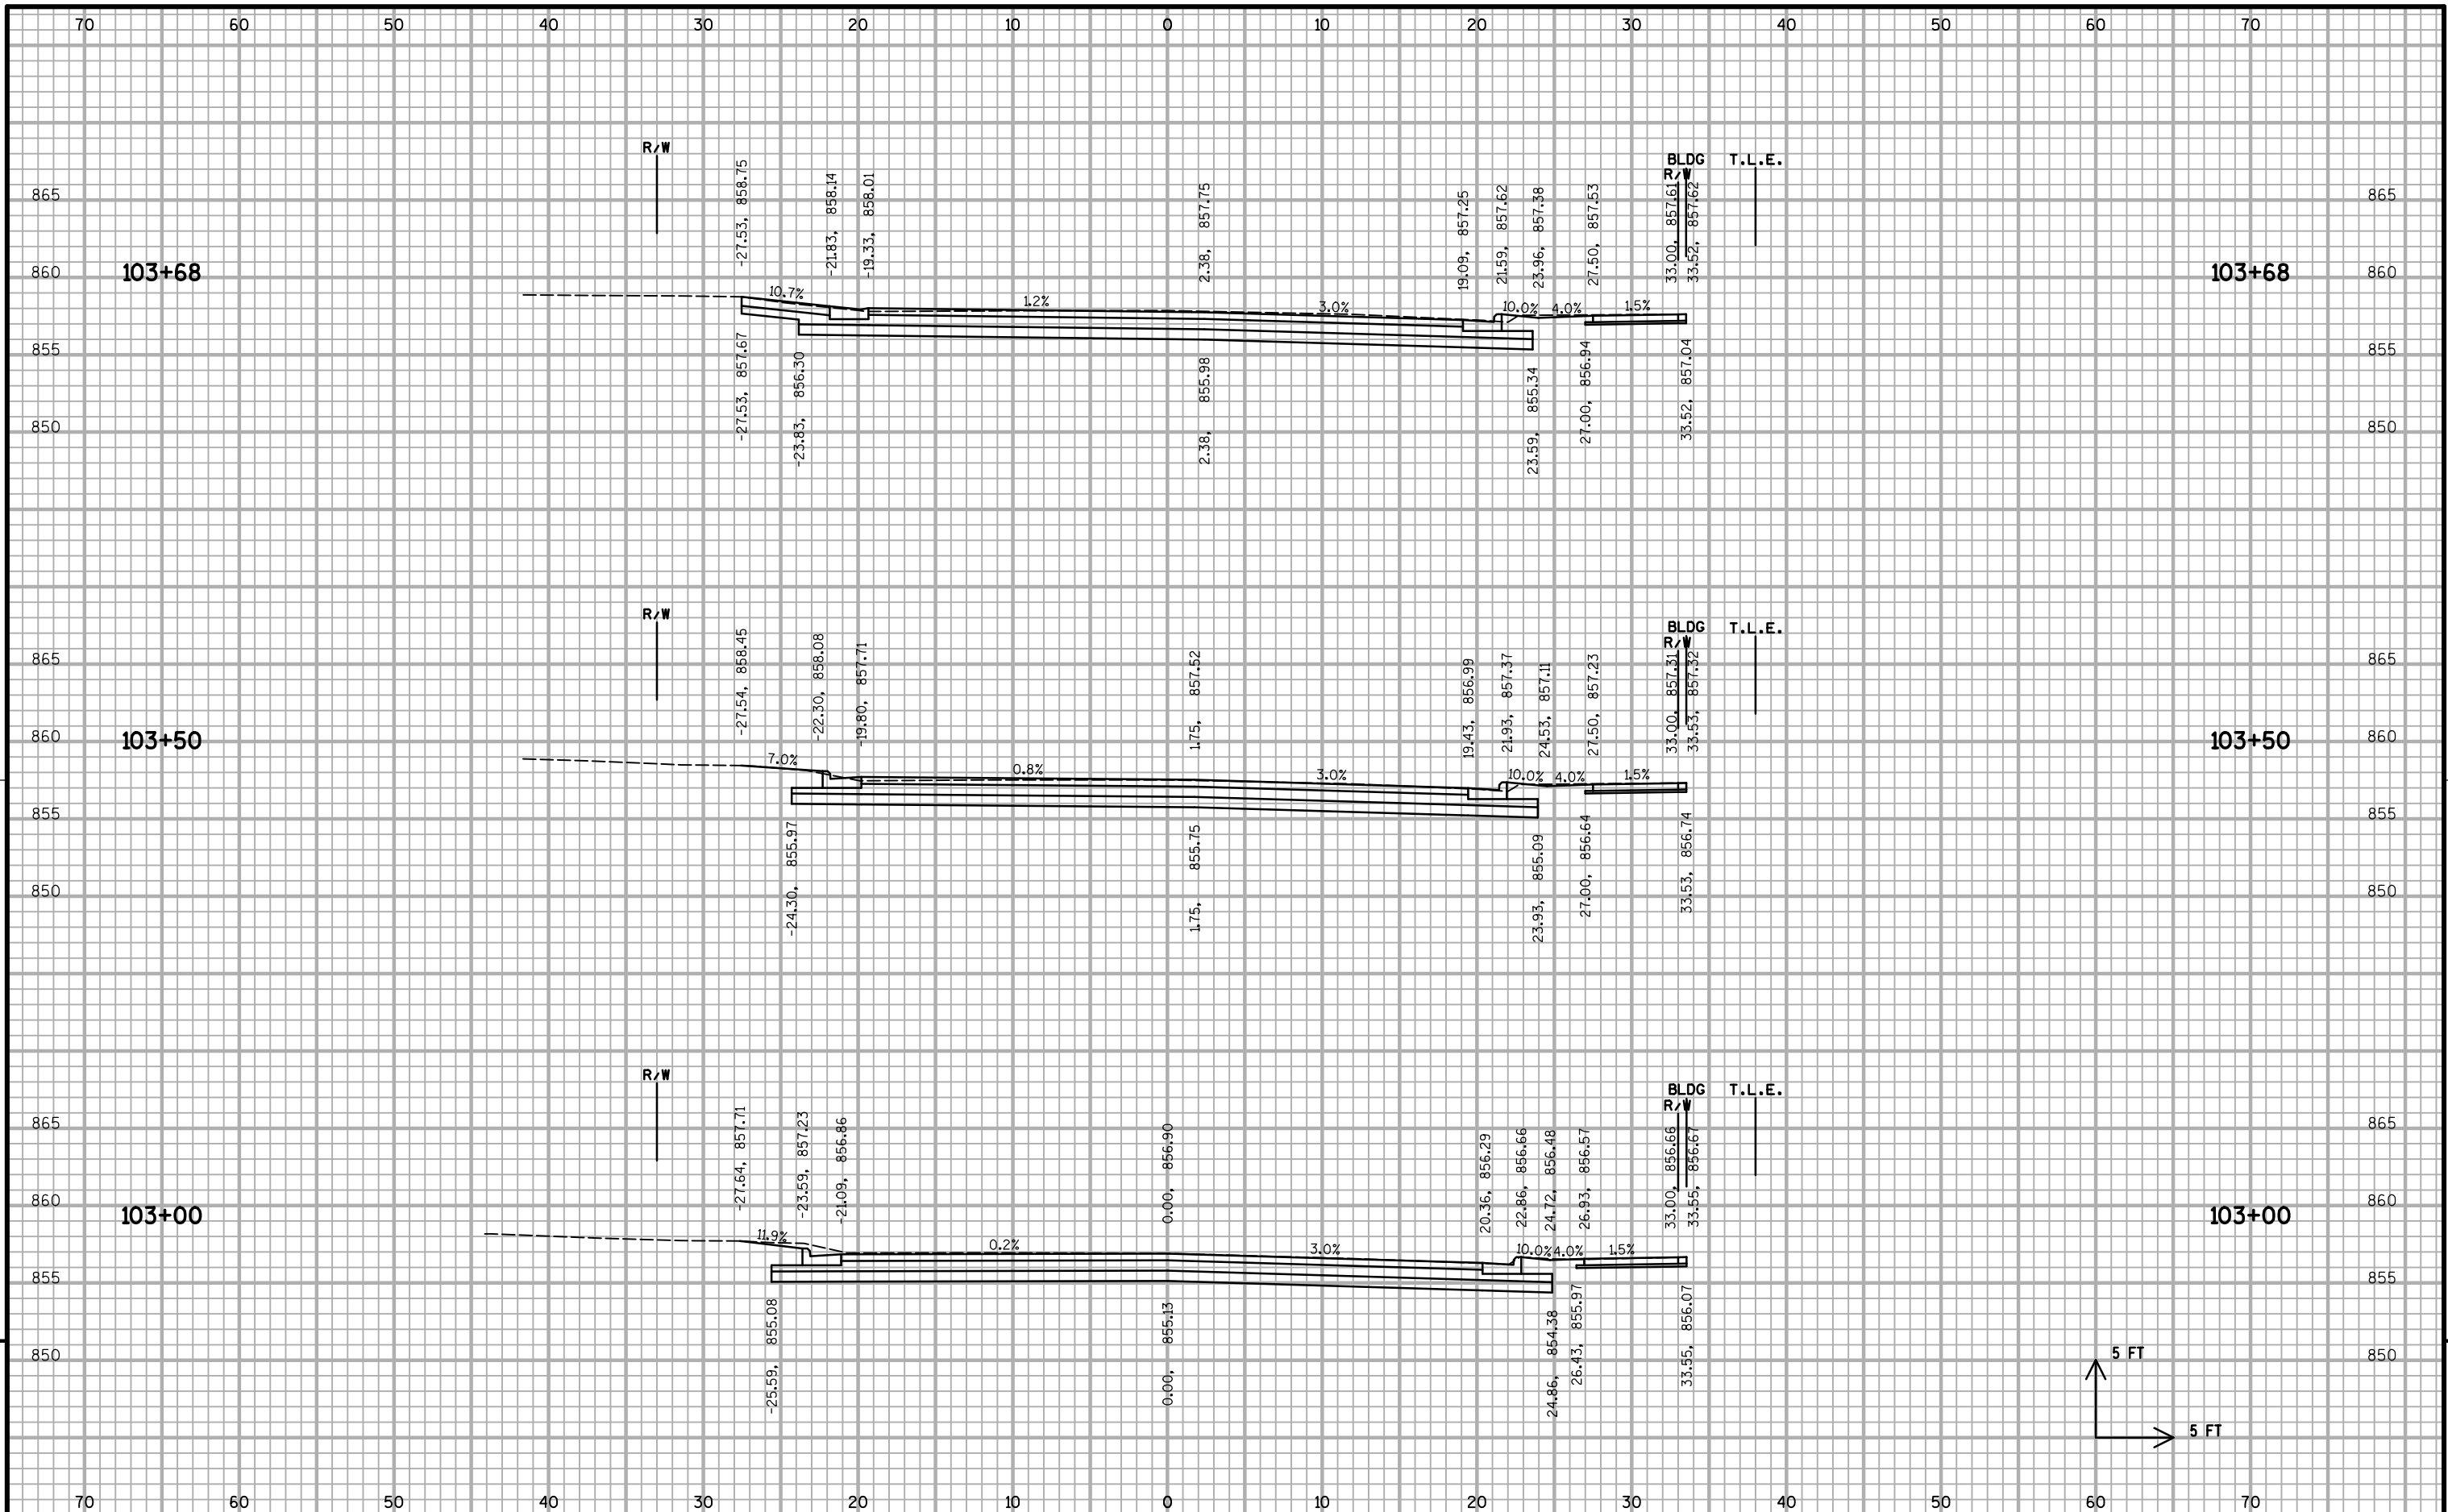 70 60 50 40 30 20 10 0 10 20 30 40 50 60 70
R/W
BLDG T.L.E.
R/W
-27.53, 858.75
-21.83, 858.14
-19.33, 858.01
2.38, 857.75
19.09, 857.25
21.59, 857.62
23.96, 857.38
27.50, 857.53
33.00, 857.61
33.52, 857.62
865 865
860 103+68 103+68 860
10.7% 1.2% 3.0% 10.0% 4.0% 1.5%
855 855
850 850
-27.53, 857.67
-23.83, 856.30
2.38, 855.98
23.59, 855.34
27.00, 856.94
33.52, 857.04
R/W
BLDG T.L.E.
R/W
-27.54, 858.45
-22.30, 858.08
-19.80, 857.71
1.75, 857.52
19.43, 856.99
21.93, 857.37
24.53, 857.11
27.50, 857.23
33.00, 857.31
33.53, 857.32
865 865
860 103+50 103+50 860
7.0% 0.8% 3.0% 10.0% 4.0% 1.5%
855 855
850 850
-24.30, 855.97
1.75, 855.75
23.93, 855.09
27.00, 856.64
33.53, 856.74
R/W
BLDG T.L.E.
R/W
-27.64, 857.71
-23.59, 857.23
-21.09, 856.86
0.00, 856.90
20.36, 856.29
22.86, 856.66
24.72, 856.48
26.93, 856.57
33.00, 856.66
33.55, 856.67
865 865
860 103+00 103+00 860
11.9% 0.2% 3.0% 10.0% 4.0% 1.5%
855 855
850 850
-25.59, 855.08
0.00, 855.13
24.86, 854.38
26.43, 855.97
33.55, 856.07
5 FT
5 FT
70 60 50 40 30 20 10 0 10 20 30 40 50 60 70